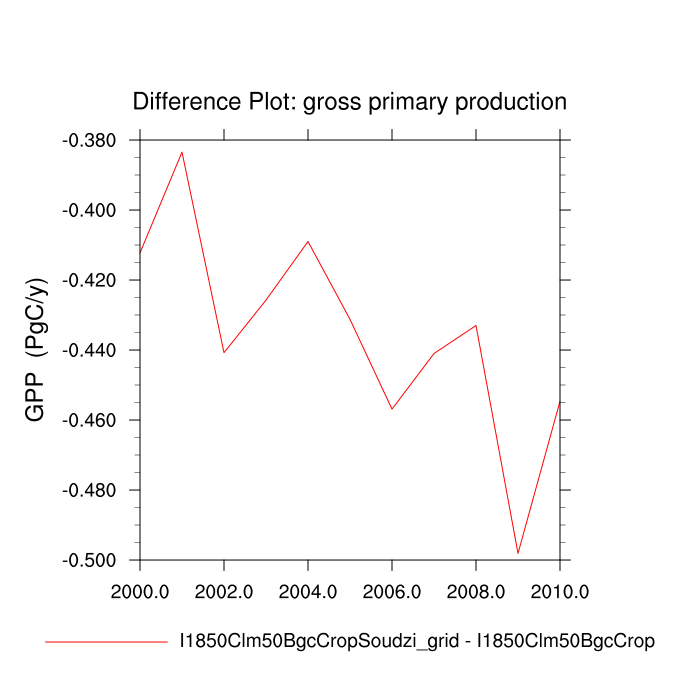 Difference Plot: gross primary production
-0.380
-0.400
-0.420
-0.440
-0.460
-0.480
-0.500
GPP (PgC/y)
2000.0 2002.0 2004.0 2006.0 2008.0 2010.0
I1850Clm50BgcCropSoudzi_grid - I1850Clm50BgcCrop